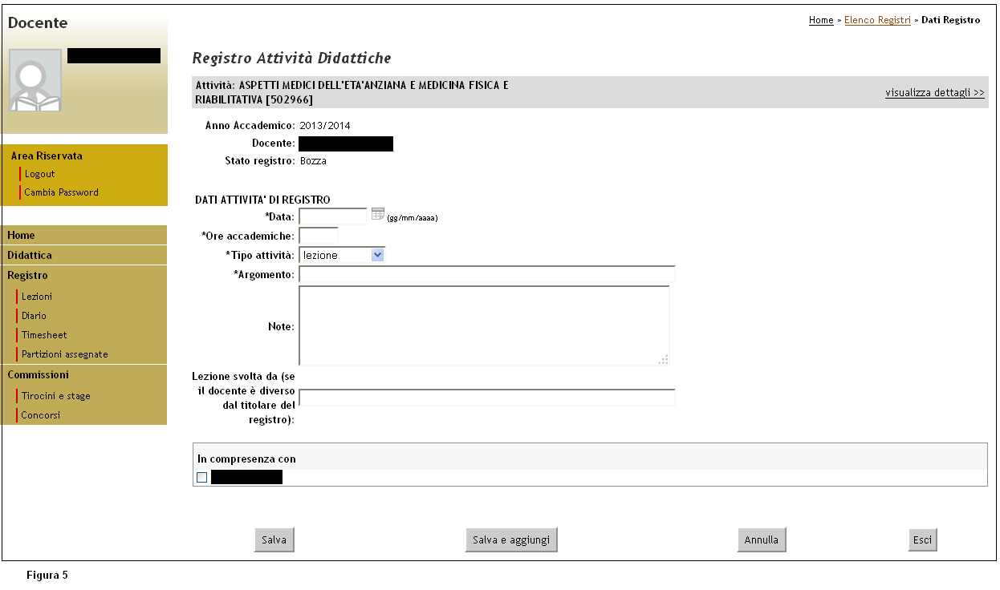 Docente
Home » Elenco Registri » Dati Registro
Registro Attività Didattiche
Attività: ASPETTI MEDICI DELL'ETA'ANZIANA E MEDICINA FISICA E
RIABILITATIVA [502966]
visualizza dettagli >>
Anno Accademico: 2013/2014
Docente:
Stato registro: Bozza
Area Riservata
Logout
Cambia Password
Home
Didattica
Registro
Lezioni
Diario
Timesheet
Partizioni assegnate
Commissioni
Tirocini e stage
Concorsi
DATI ATTIVITA' DI REGISTRO
*Data: (gg/mm/aaaa)
*Ore accademiche:
*Tipo attività: lezione
*Argomento:
Note:
Lezione svolta da (se
il docente è diverso
dal titolare del
registro):
In compresenza con
Salva Salva e aggiungi Annulla Esci
Figura 5